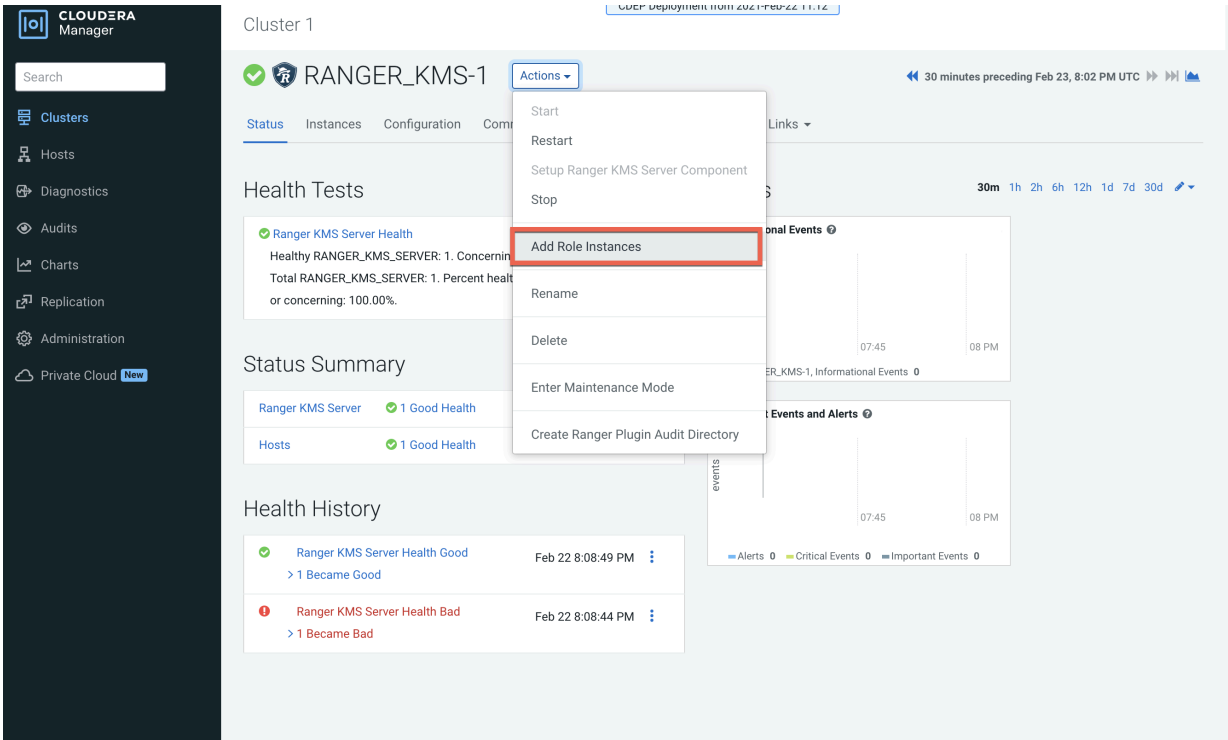 CDEP Deployment from 2021-Feb-22 11:12
CLOUDERA
Manager
Search
Clusters
Hosts
Diagnostics
Audits
Charts
Replication
Administration
Private Cloud New
Cluster 1
RANGER_KMS-1
Actions
30 minutes preceding Feb 23, 8:02 PM UTC
Status Instances Configuration Links
Start
Restart
Setup Ranger KMS Server Component
Stop
Add Role Instances
Rename
Delete
Enter Maintenance Mode
Create Ranger Plugin Audit Directory
Health Tests
Ranger KMS Server Health
Healthy RANGER_KMS_SERVER: 1. Concernin
Total RANGER_KMS_SERVER: 1. Percent healt
or concerning: 100.00%.
Status Summary
Ranger KMS Server 1 Good Health
Hosts 1 Good Health
Health History
Ranger KMS Server Health Good Feb 22 8:08:49 PM
> 1 Became Good
Ranger KMS Server Health Bad Feb 22 8:08:44 PM
> 1 Became Bad
30m 1h 2h 6h 12h 1d 7d 30d
onal Events
07:45 08 PM
ER_KMS-1, Informational Events 0
Events and Alerts
events
07:45 08 PM
Alerts 0 Critical Events 0 Important Events 0